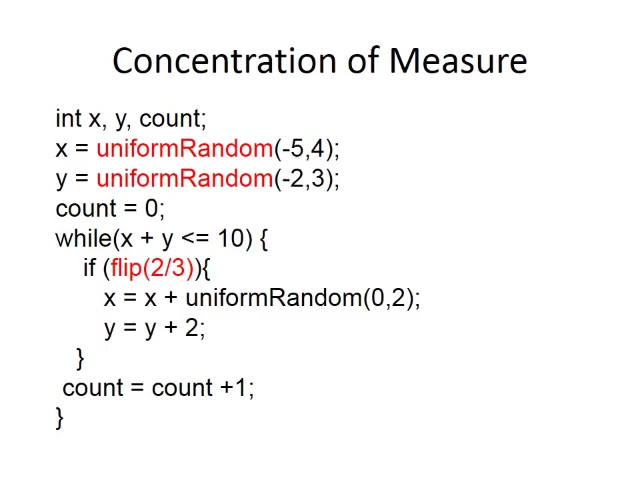 Concentration of Measure
int x, y, count;
x = uniformRandom(-5,4);
y = uniformRandom(-2,3);
count = 0;
while(x + y <= 10) {
if (flip(2/3)){
x = x + uniformRandom(0,2);
y = y + 2;
}
count = count +1;
}